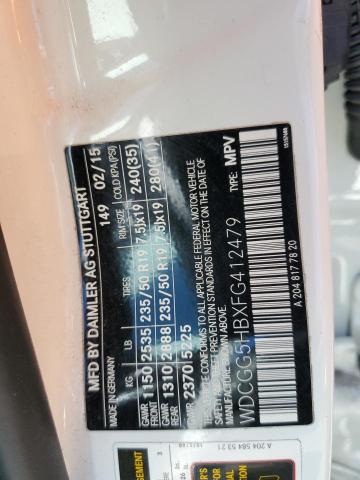 MFD BY DAIMLER AG STUTTGART
MADE IN GERMANY 149 02/15
KG LB TIRES RIM SIZE COLD KPA(PSI)
GAWR FRONT 1150 2535 235/50 R19 7,5Jx19 240(35)
GAWR REAR 1310 2888 235/50 R19 7,5Jx19 280(41)
GVWR 2370 5225
THIS VEHICLE CONFORMS TO ALL APPLICABLE FEDERAL MOTOR VEHICLE
SAFETY AND THEFT PREVENTION STANDARDS IN EFFECT ON THE
DATE OF MANUFACTURE SHOWN ABOVE.
WDCGG5HBXFG412479 TYPE: MPV
A 204 817 78 20
A 204 584 53 21